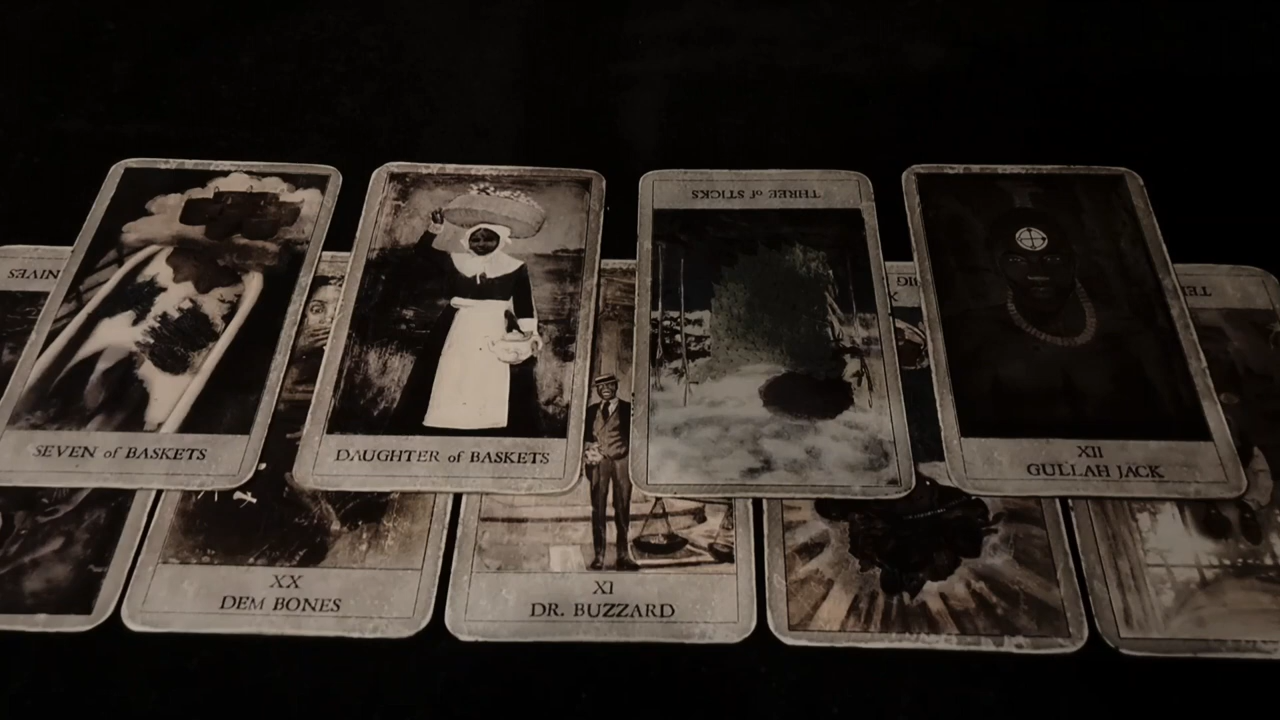 THREE of STICKS
SEVEN of BASKETS
DAUGHTER of BASKETS
XII
GULLAH JACK
XX
DEM BONES
XI
DR. BUZZARD